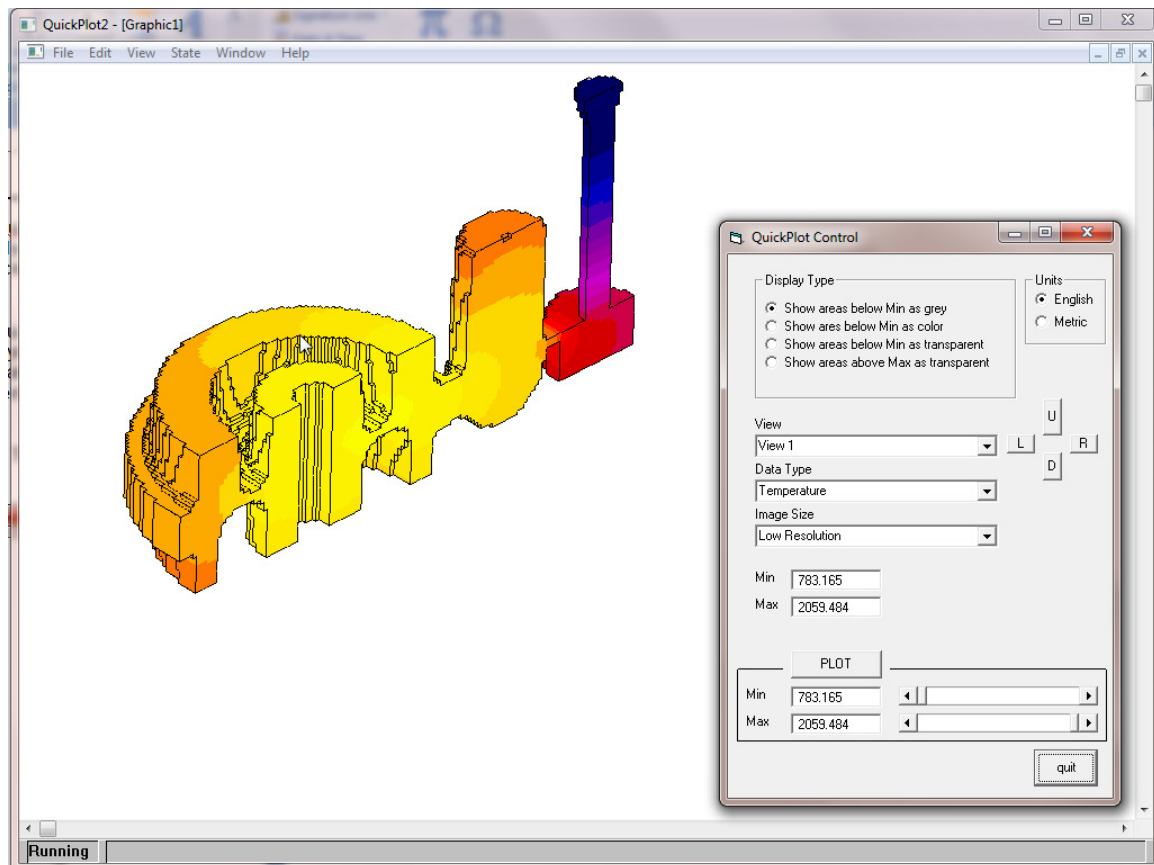 QuickPlot2 - [Graphic1]
File Edit View State Window Help
QuickPlot Control
Display Type
Show areas below Min as grey
Show ares below Min as color
Show areas below Min as transparent
Show areas above Max as transparent
Units
English
Metric
View
View 1
U
L
R
D
Data Type
Temperature
Image Size
Low Resolution
Min 783.165
Max 2059.484
PLOT
Min 783.165
Max 2059.484
quit
Running